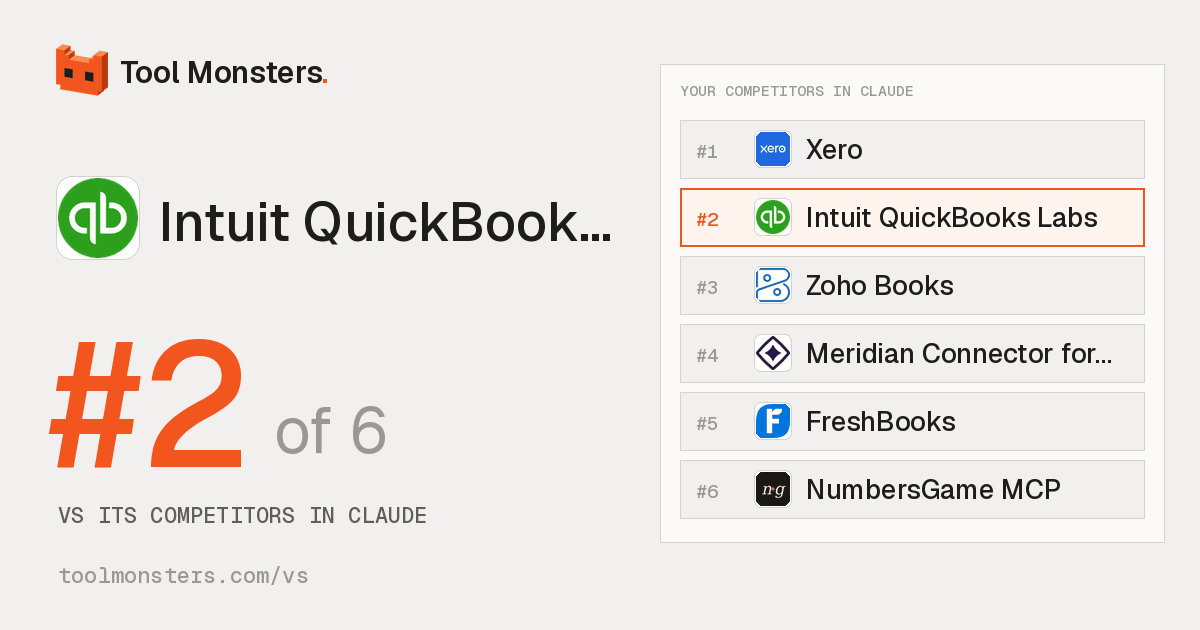 Tool Monsters.
qb Intuit QuickBook...
#2 of 6
VS ITS COMPETITORS IN CLAUDE
toolmonsters.com/vs
YOUR COMPETITORS IN CLAUDE
#1 xero Xero
#2 qb Intuit QuickBooks Labs
#3 Zoho Books
#4 Meridian Connector for...
#5 F FreshBooks
#6 n·g NumbersGame MCP